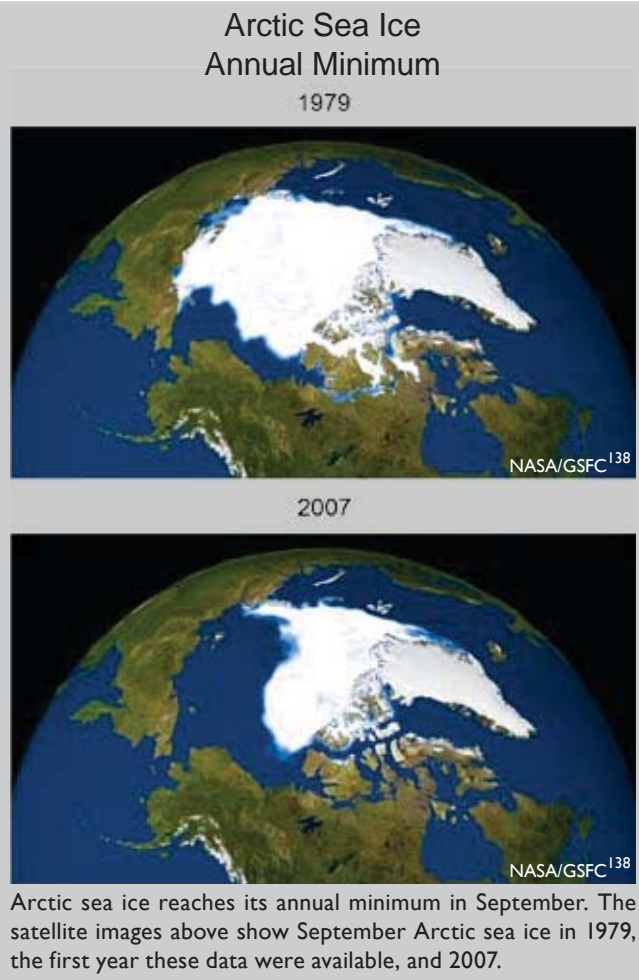 Arctic Sea Ice
Annual Minimum
1979
NASA/GSFC138
2007
NASA/GSFC138
Arctic sea ice reaches its annual minimum in September. The
satellite images above show September Arctic sea ice in 1979,
the first year these data were available, and 2007.